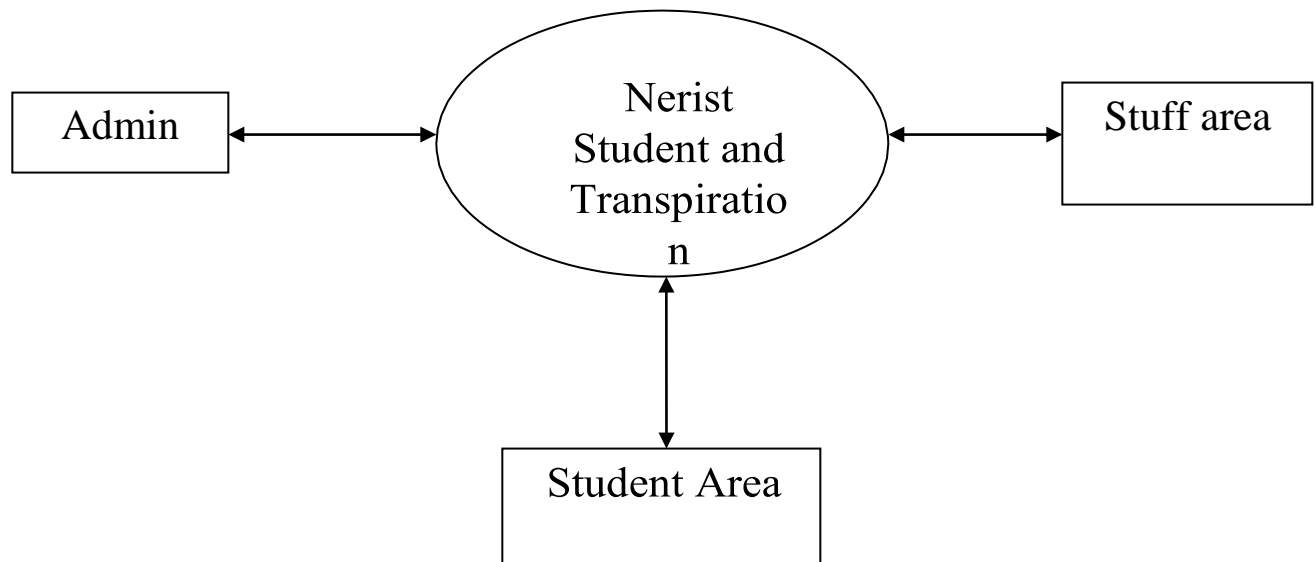 Admin
Nerist
Student and
Transpiratio
n
Stuff area
Student Area